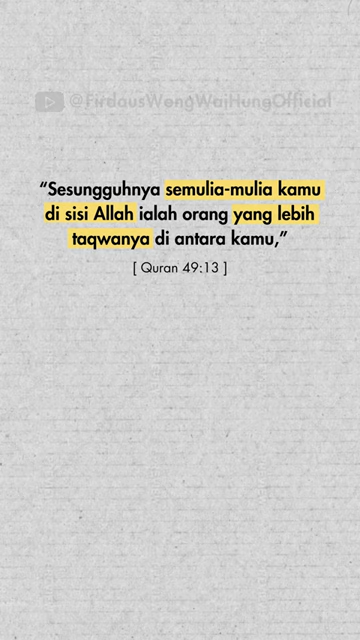 @FirdausWongWaiHungOfficial
“Sesungguhnya semulia-mulia kamu
di sisi Allah ialah orang yang lebih
taqwanya di antara kamu,”
[ Quran 49:13 ]